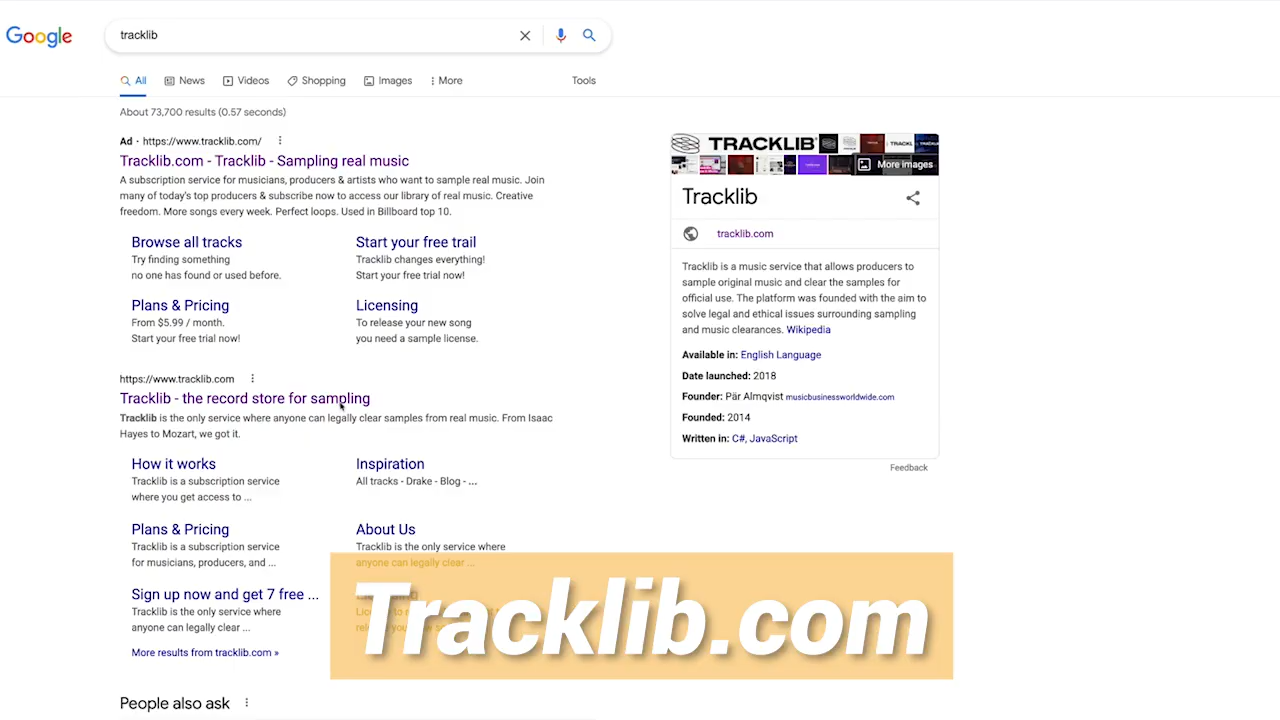 Google
tracklib
All
News
Videos
Shopping
Images
More
Tools
About 73,700 results (0.57 seconds)
Ad · https://www.tracklib.com/
Tracklib.com - Tracklib - Sampling real music
A subscription service for musicians, producers & artists who want to sample real music. Join
many of today's top producers & subscribe now to access our library of real music. Creative
freedom. More songs every week. Perfect loops. Used in Billboard top 10.
Browse all tracks
Try finding something
no one has found or used before.
Start your free trail
Tracklib changes everything!
Start your free trial now!
Plans & Pricing
From $5.99 / month.
Start your free trial now!
Licensing
To release your new song
you need a sample license.
https://www.tracklib.com
Tracklib - the record store for sampling
Tracklib is the only service where anyone can legally clear samples from real music. From Isaac
Hayes to Mozart, we got it.
How it works
Tracklib is a subscription service
where you get access to ...
Inspiration
All tracks - Drake - Blog - ...
Plans & Pricing
Tracklib is a subscription service
for musicians, producers, and ...
About Us
Tracklib is the only service where
anyone can legally clear ...
Sign up now and get 7 free ...
Tracklib is the only service where
anyone can legally clear ...
More results from tracklib.com »
People also ask
TRACKLIB
More images
Tracklib
tracklib.com
Tracklib is a music service that allows producers to
sample original music and clear the samples for
official use. The platform was founded with the aim to
solve legal and ethical issues surrounding sampling
and music clearances. Wikipedia
Available in: English Language
Date launched: 2018
Founder: Pär Almqvist musicbusinessworldwide.com
Founded: 2014
Written in: C#, JavaScript
Feedback
Tracklib.com